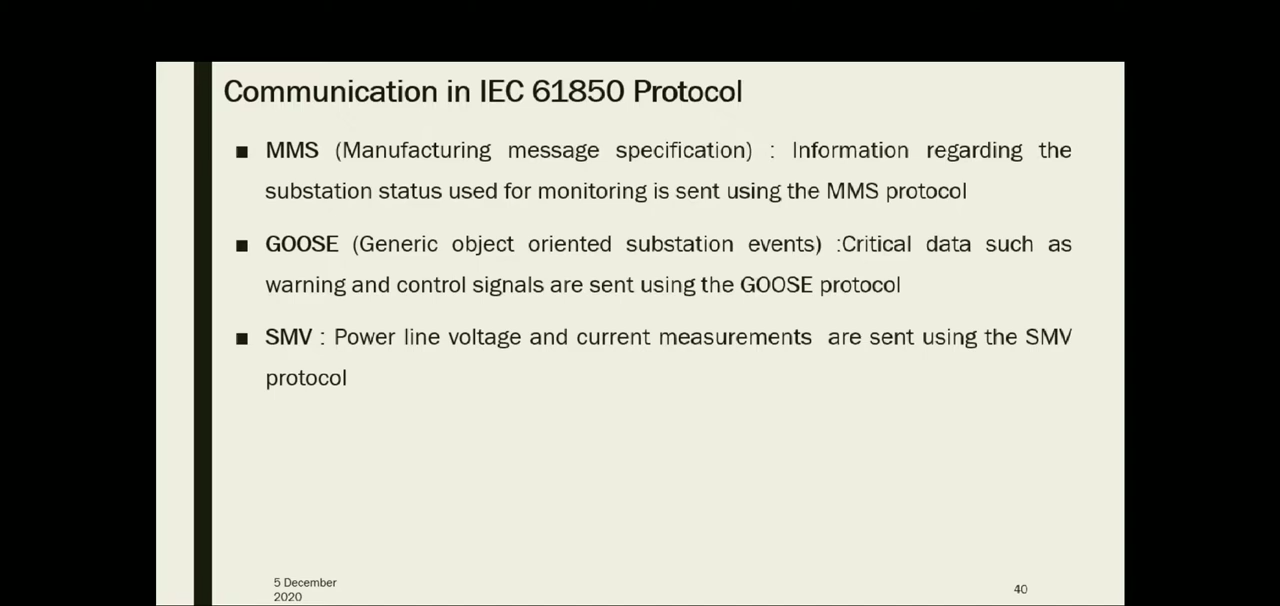 Communication in IEC 61850 Protocol
■ MMS (Manufacturing message specification) : Information regarding the
substation status used for monitoring is sent using the MMS protocol
■ GOOSE (Generic object oriented substation events) :Critical data such as
warning and control signals are sent using the GOOSE protocol
■ SMV : Power line voltage and current measurements are sent using the SMV
protocol
5 December
2020
40